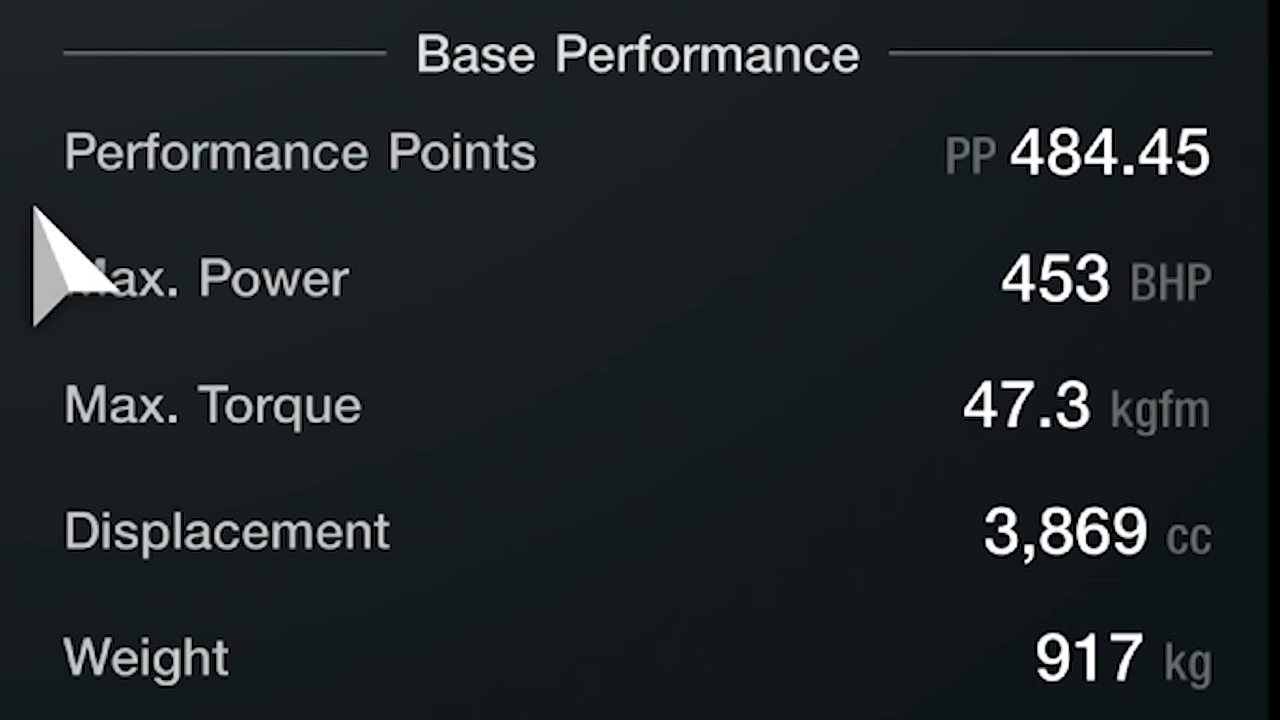 Base Performance
Performance Points PP 484.45
Max. Power 453 BHP
Max. Torque 47.3 kgfm
Displacement 3,869 cc
Weight 917 kg